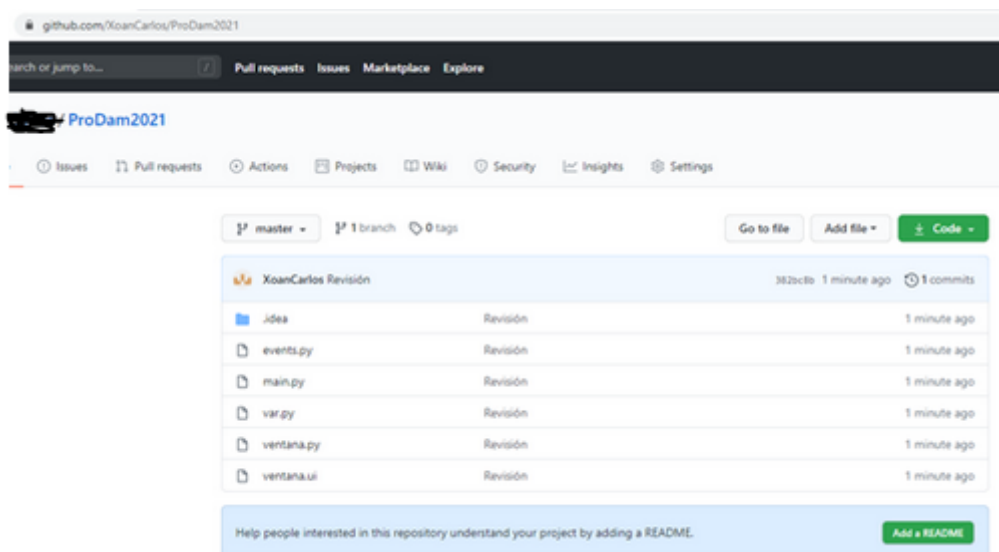 github.com/XoanCarlos/ProDam2021
earch or jump to... /
Pull requests Issues Marketplace Explore
/ ProDam2021
Issues Pull requests Actions Projects Wiki Security Insights Settings
master 1 branch 0 tags Go to file Add file Code
XoanCarlos Revisión 382bc8b 1 minute ago 1 commits
.idea Revisión 1 minute ago
events.py Revisión 1 minute ago
main.py Revisión 1 minute ago
var.py Revisión 1 minute ago
ventana.py Revisión 1 minute ago
ventana.ui Revisión 1 minute ago
Help people interested in this repository understand your project by adding a README. Add a README